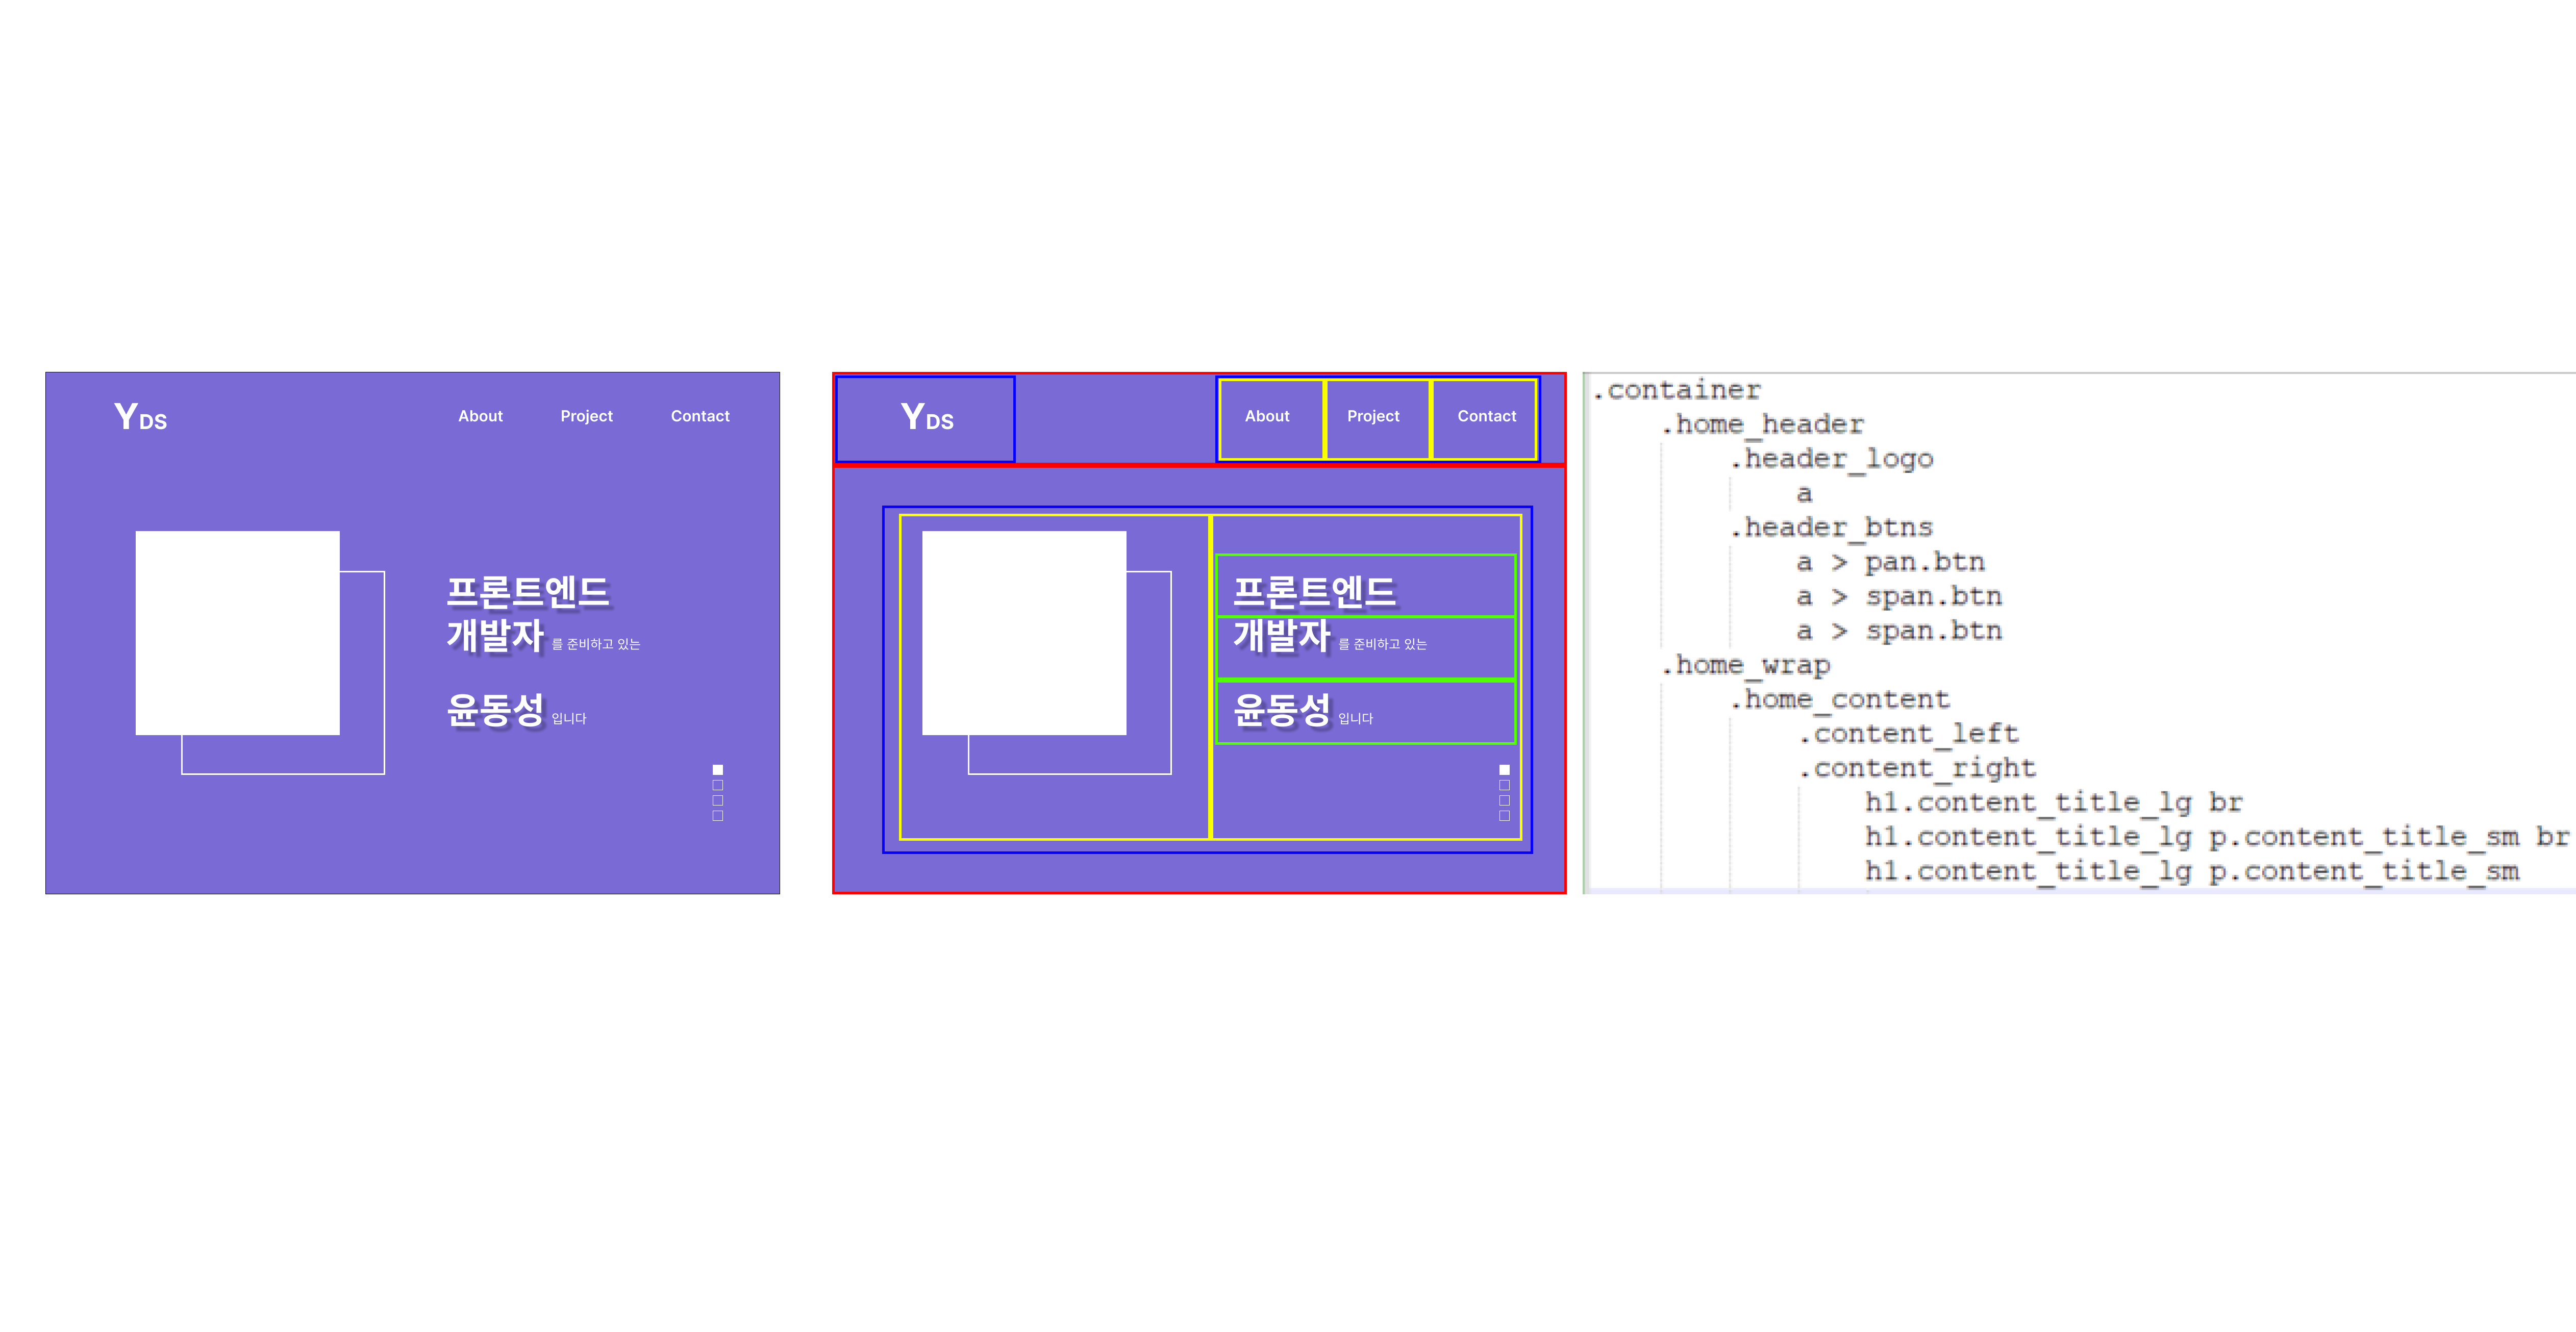 YDS
About Project Contact
프론트엔드
개발자 를 준비하고 있는
윤동성 입니다
YDS
About Project Contact
프론트엔드
개발자 를 준비하고 있는
윤동성 입니다
.container
.home_header
.header_logo
a
.header_btns
a > pan.btn
a > span.btn
a > span.btn
.home_wrap
.home_content
.content_left
.content_right
h1.content_title_lg br
h1.content_title_lg p.content_title_sm br
h1.content_title_lg p.content_title_sm